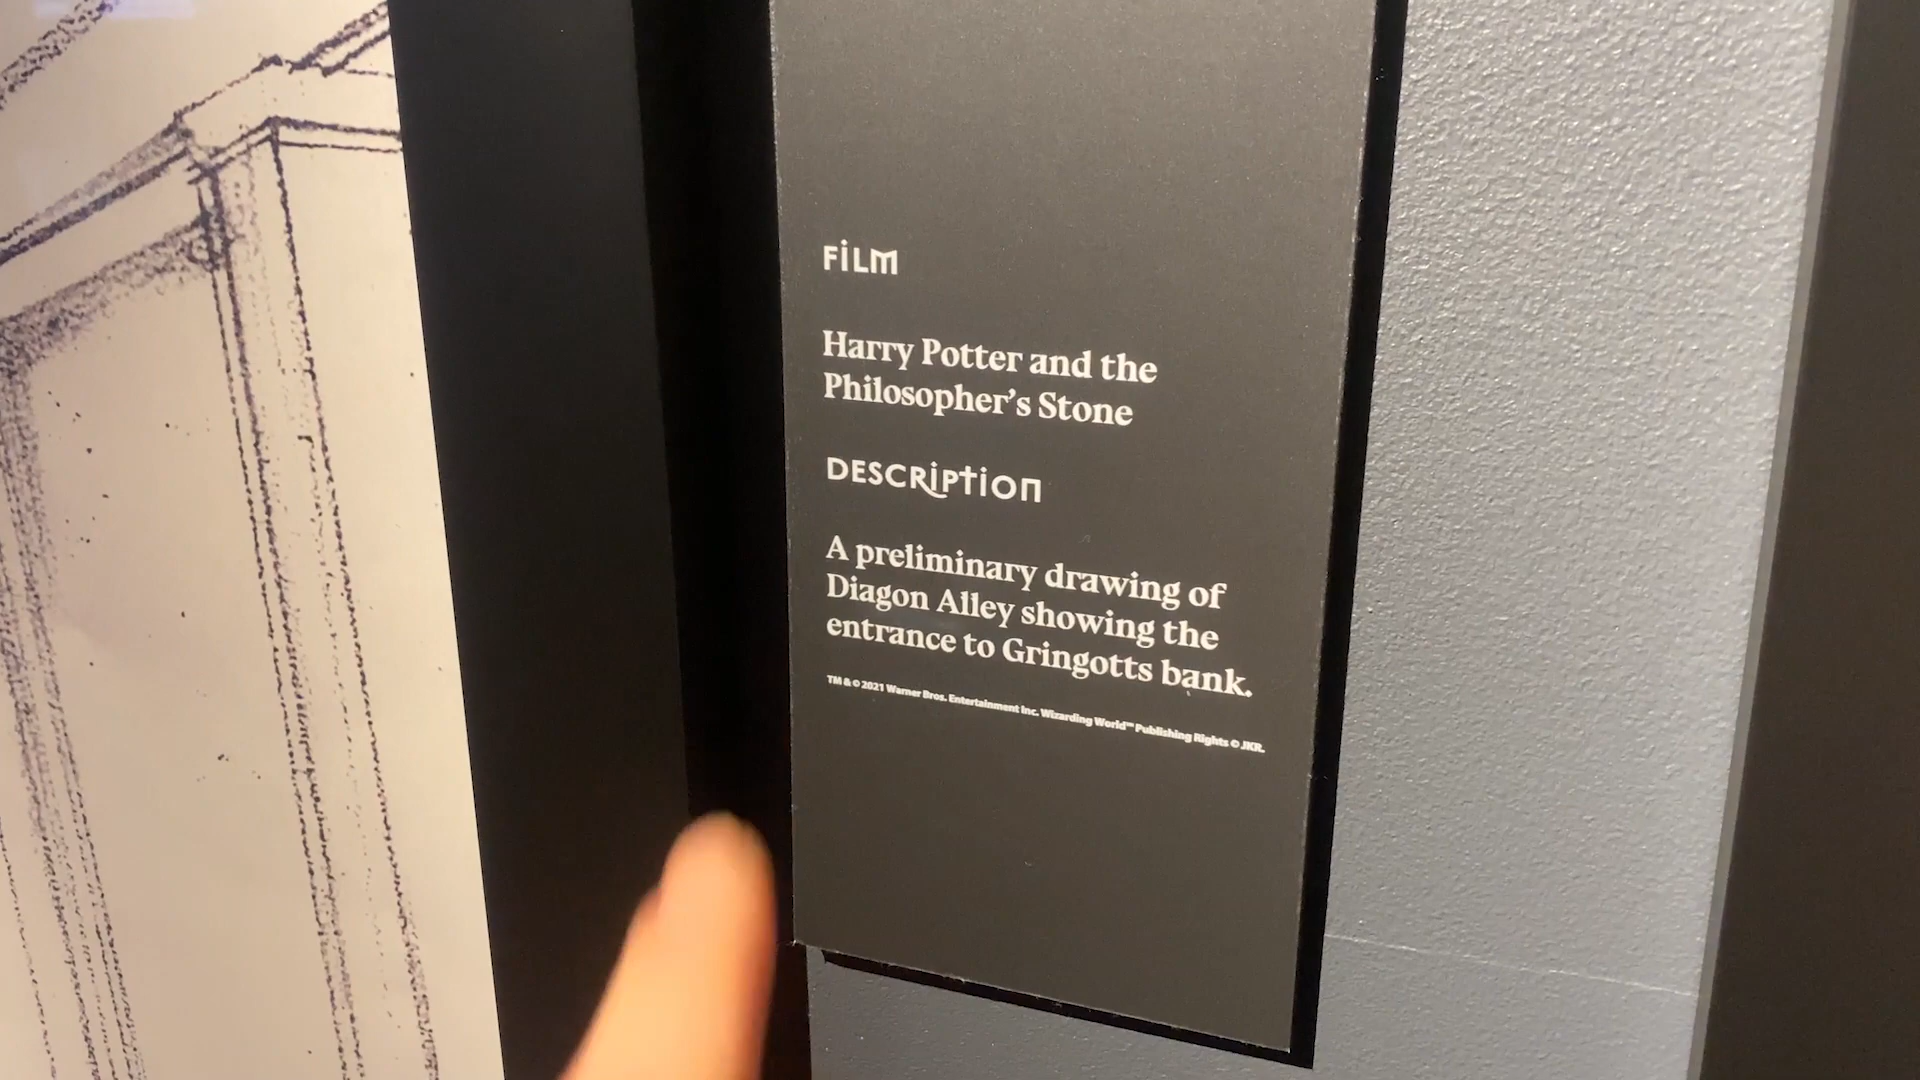 FiLM
Harry Potter and the
Philosopher's Stone
DESCRiPTiON
A preliminary drawing of
Diagon Alley showing the
entrance to Gringotts bank.
TM & © 2021 Warner Bros. Entertainment Inc. Wizarding World™ Publishing Rights © JKR.